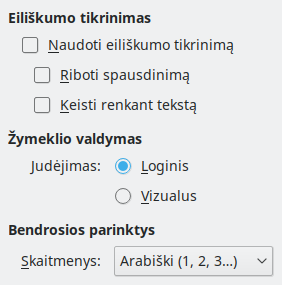 Eiliškumo tikrinimas
Naudoti eiliškumo tikrinimą
Riboti spausdinimą
Keisti renkant tekstą
Žymeklio valdymas
Judėjimas: Loginis
Vizualus
Bendrosios parinktys
Skaitmenys: Arabiški (1, 2, 3...)